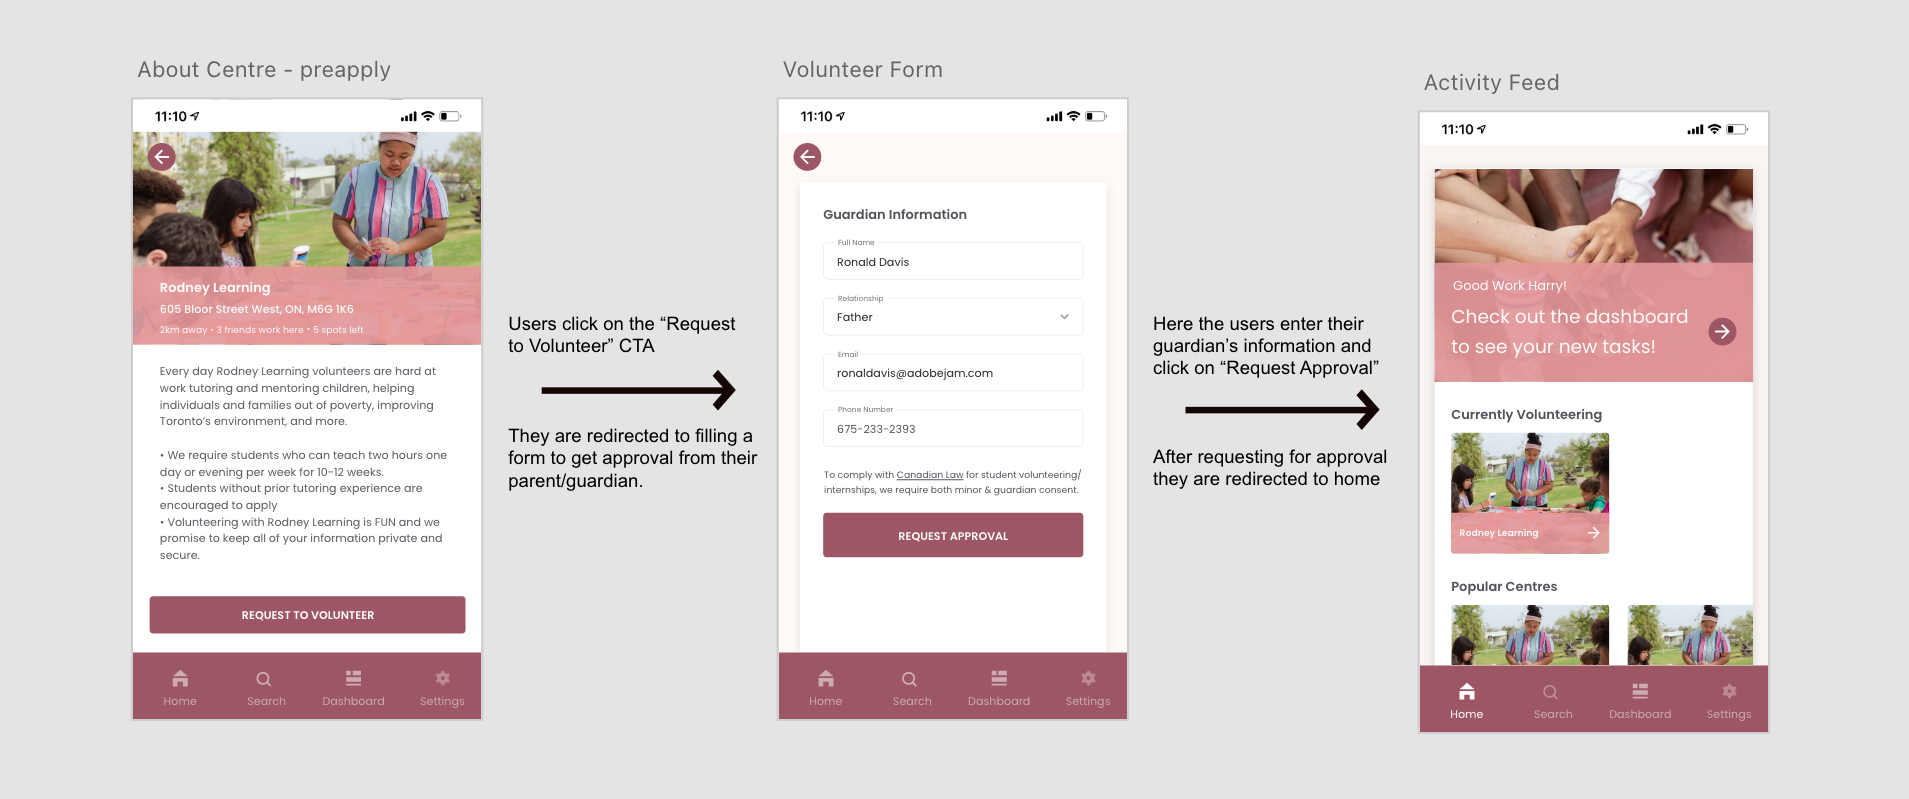 About Centre - preapply
11:10
Rodney Learning
605 Bloor Street West, ON, M6G 1K6
2km away • 3 friends work here • 5 spots left
Every day Rodney Learning volunteers are hard at
work tutoring and mentoring children, helping
individuals and families out of poverty, improving
Toronto's environment, and more.
• We require students who can teach two hours one
day or evening per week for 10-12 weeks.
• Students without prior tutoring experience are
encouraged to apply
• Volunteering with Rodney Learning is FUN and we
promise to keep all of your information private and
secure.
REQUEST TO VOLUNTEER
Home
Search
Dashboard
Settings
Users click on the “Request
to Volunteer” CTA
They are redirected to filling a
form to get approval from their
parent/guardian.
Volunteer Form
11:10
Guardian Information
Full Name
Ronald Davis
Relationship
Father
Email
ronaldavis@adobejam.com
Phone Number
675-233-2393
To comply with Canadian Law for student volunteering/
internships, we require both minor & guardian consent.
REQUEST APPROVAL
Home
Search
Dashboard
Settings
Here the users enter their
guardian’s information and
click on “Request Approval”
After requesting for approval
they are redirected to home
Activity Feed
11:10
Good Work Harry!
Check out the dashboard
to see your new tasks!
Currently Volunteering
Rodney Learning
Popular Centres
Home
Search
Dashboard
Settings